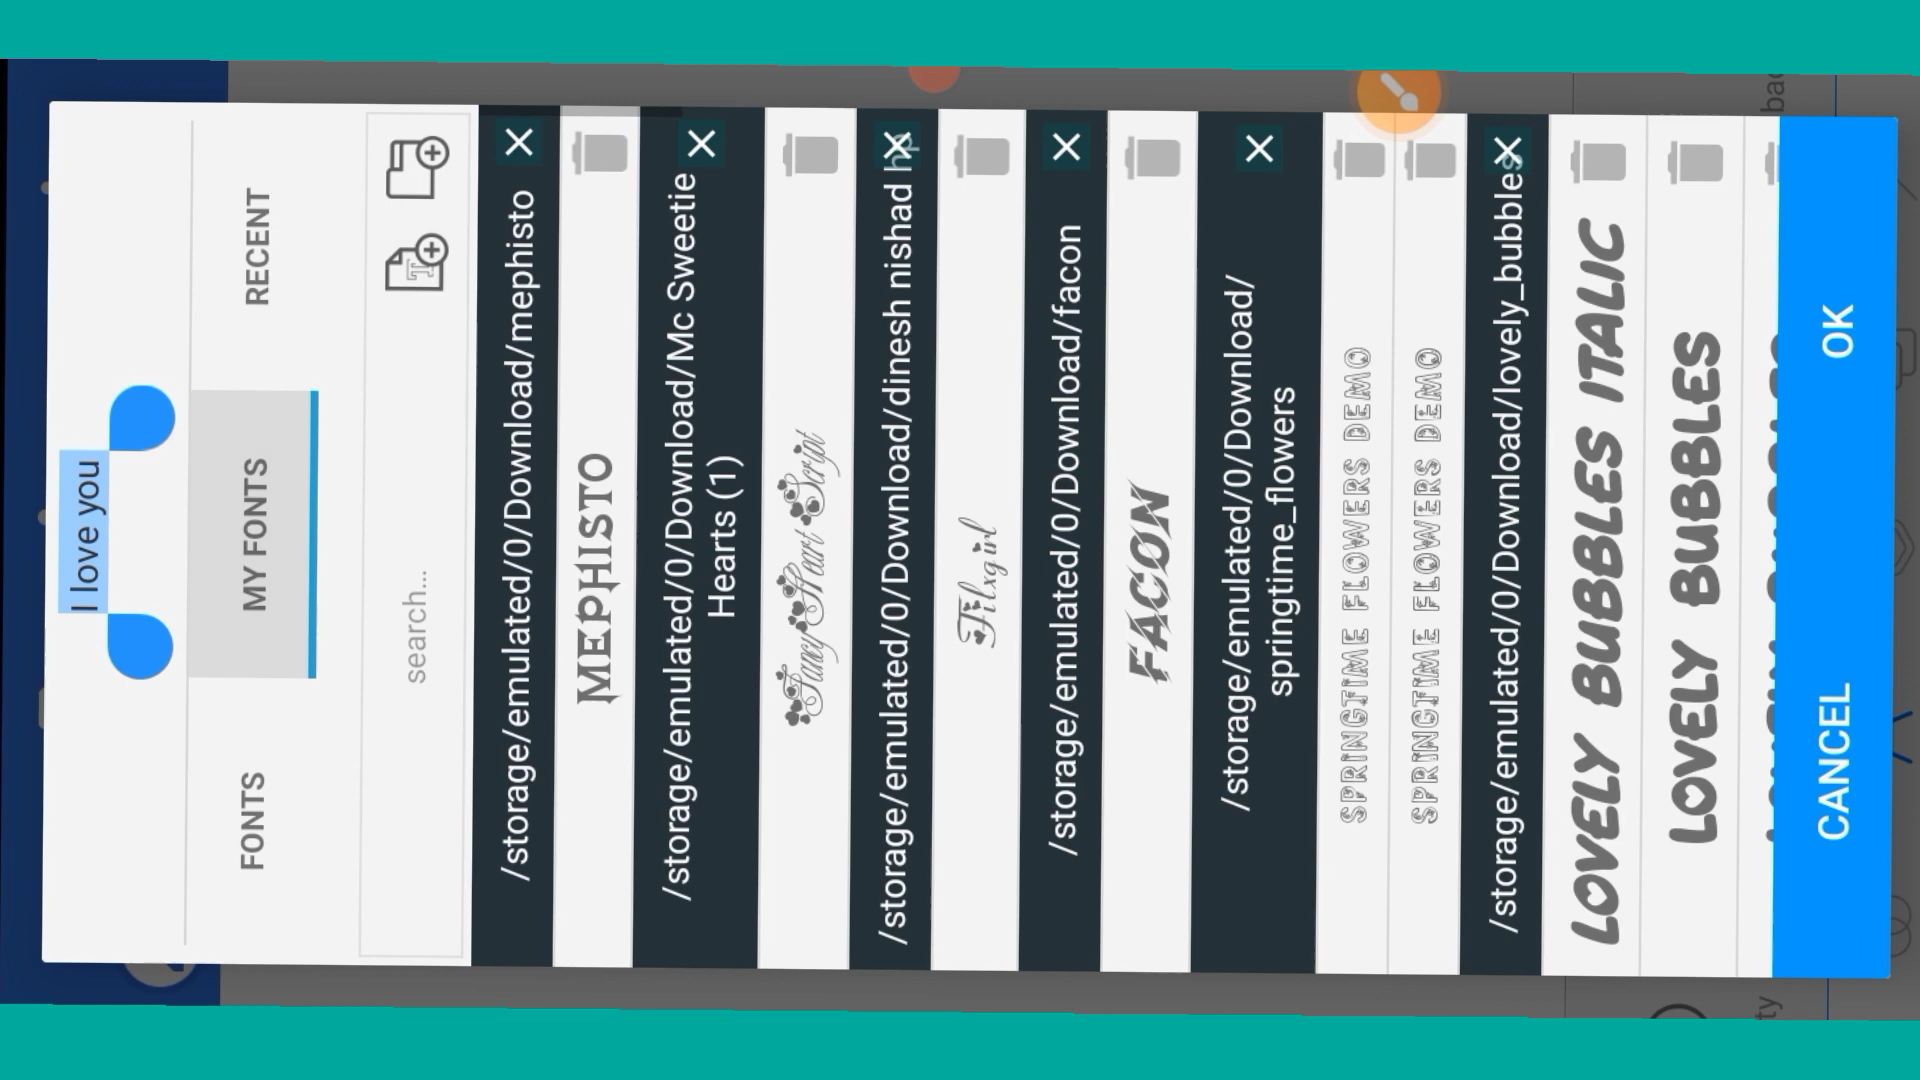 I love you
FONTS
MY FONTS
RECENT
search...
/storage/emulated/0/Download/mephisto
MEPHISTO
/storage/emulated/0/Download/Mc Sweetie
Hearts (1)
Fancy Heart Script
/storage/emulated/0/Download/dinesh nishad hp
Filxgirl
/storage/emulated/0/Download/facon
FACON
/storage/emulated/0/Download/
springtime_flowers
SPRINGTIME FLOWERS DEMO
SPRINGTIME FLOWERS DEMO
/storage/emulated/0/Download/lovely_bubbles
LOVELY BUBBLES ITALIC
LOVELY BUBBLES
CANCEL
OK